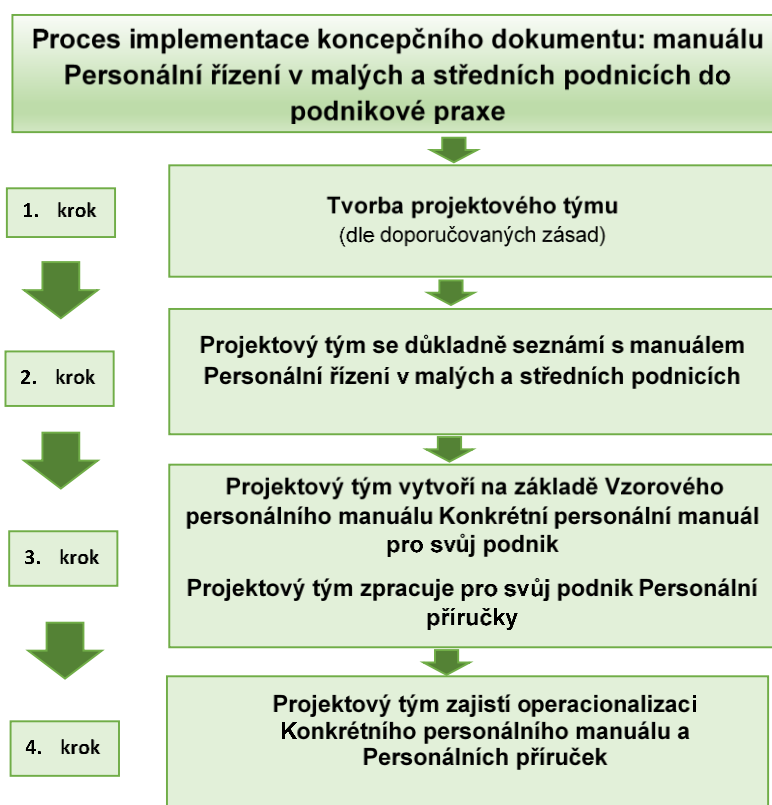 Proces implementace koncepčního dokumentu: manuálu
Personální řízení v malých a středních podnicích do
podnikové praxe
1. krok
Tvorba projektového týmu
(dle doporučovaných zásad)
2. krok
Projektový tým se důkladně seznámí s manuálem
Personální řízení v malých a středních podnicích
3. krok
Projektový tým vytvoří na základě Vzorového
personálního manuálu Konkrétní personální manuál
pro svůj podnik
Projektový tým zpracuje pro svůj podnik Personální
příručky
4. krok
Projektový tým zajistí operacionalizaci
Konkrétního personálního manuálu a
Personálních příruček